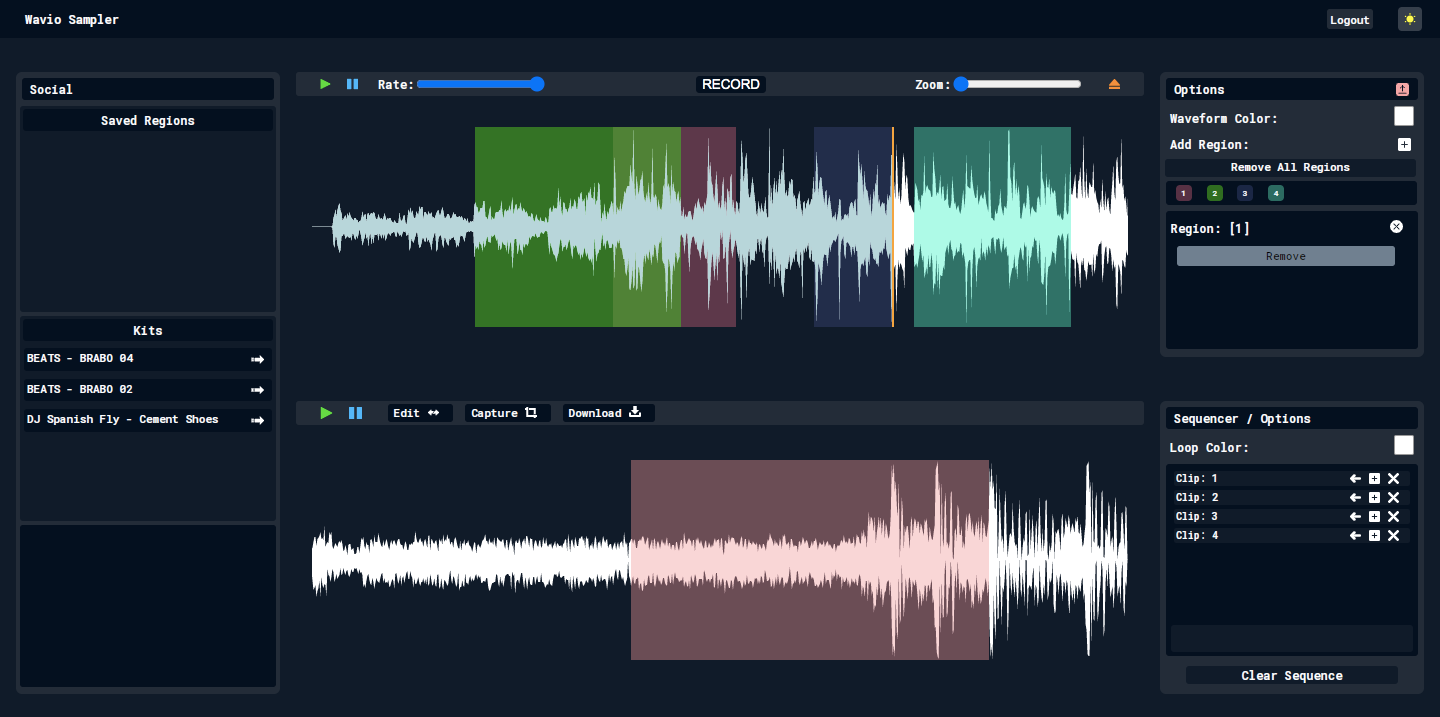 Wavio Sampler
Logout
Social
Saved Regions
Kits
BEATS - BRABO 04
BEATS - BRABO 02
DJ Spanish Fly - Cement Shoes
Rate:
RECORD
Zoom:
Edit
Capture
Download
Options
Waveform Color:
Add Region:
Remove All Regions
1 2 3 4
Region: [1]
Remove
Sequencer / Options
Loop Color:
Clip: 1
Clip: 2
Clip: 3
Clip: 4
Clear Sequence